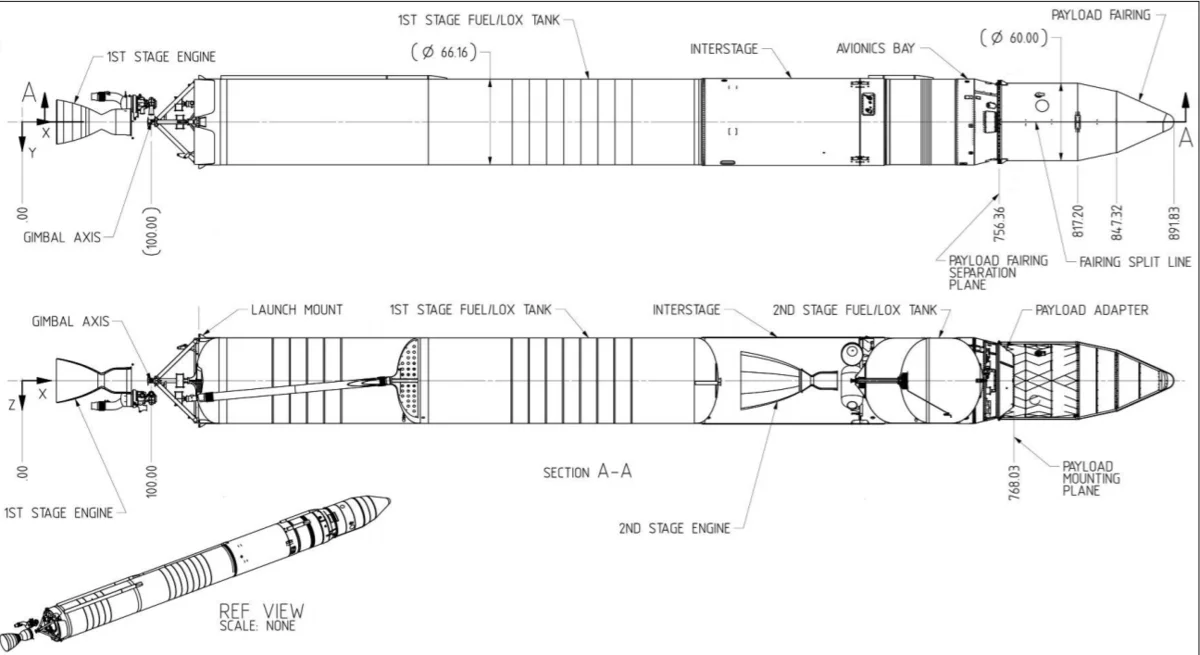 1ST STAGE FUEL/LOX TANK
PAYLOAD FAIRING
1ST STAGE ENGINE
(Ø 66.16)
INTERSTAGE
AVIONICS BAY
(Ø 60.00)
A
X
Y
A
.00
GIMBAL AXIS
(100.00)
756.36
817.20
847.32
891.83
PAYLOAD FAIRING
SEPARATION
PLANE
FAIRING SPLIT LINE
GIMBAL AXIS
LAUNCH MOUNT
1ST STAGE FUEL/LOX TANK
INTERSTAGE
2ND STAGE FUEL/LOX TANK
PAYLOAD ADAPTER
X
Z
.00
100.00
SECTION A-A
768.03
PAYLOAD
MOUNTING
PLANE
1ST STAGE ENGINE
2ND STAGE ENGINE
REF VIEW
SCALE: NONE